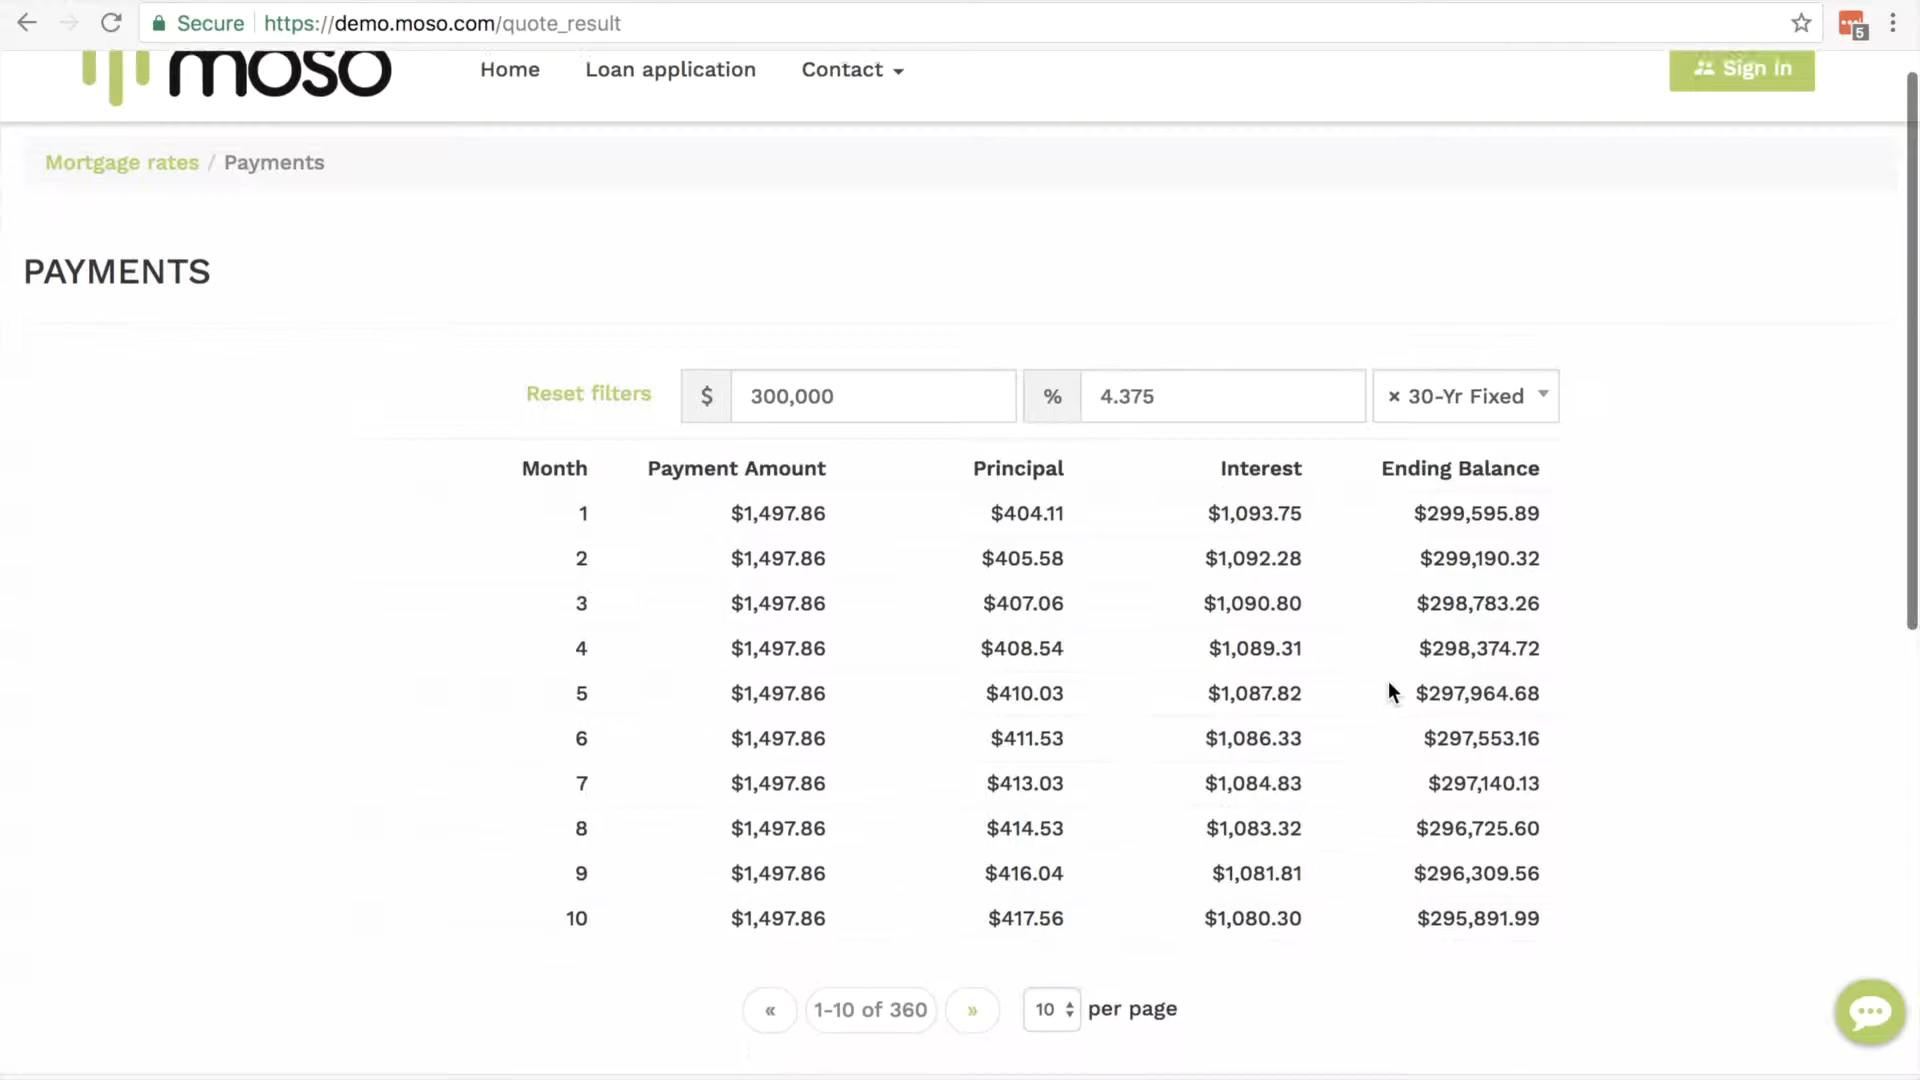 Secure https://demo.moso.com/quote_result
5
moso Home Loan application Contact Sign In
Mortgage rates / Payments
PAYMENTS
Reset filters $ 300,000 % 4.375 × 30-Yr Fixed
Month Payment Amount Principal Interest Ending Balance
1 $1,497.86 $404.11 $1,093.75 $299,595.89
2 $1,497.86 $405.58 $1,092.28 $299,190.32
3 $1,497.86 $407.06 $1,090.80 $298,783.26
4 $1,497.86 $408.54 $1,089.31 $298,374.72
5 $1,497.86 $410.03 $1,087.82 $297,964.68
6 $1,497.86 $411.53 $1,086.33 $297,553.16
7 $1,497.86 $413.03 $1,084.83 $297,140.13
8 $1,497.86 $414.53 $1,083.32 $296,725.60
9 $1,497.86 $416.04 $1,081.81 $296,309.56
10 $1,497.86 $417.56 $1,080.30 $295,891.99
« 1-10 of 360 » 10 per page